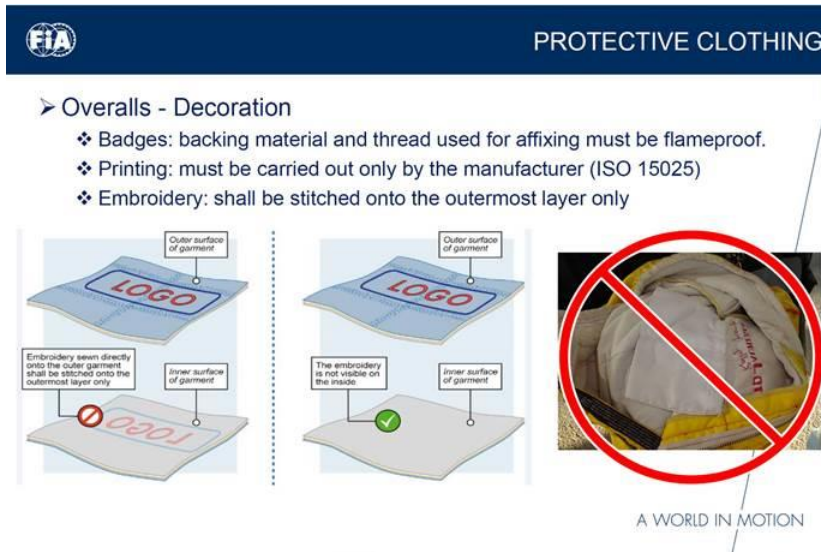 FiA
PROTECTIVE CLOTHING
➤ Overalls - Decoration
❖ Badges: backing material and thread used for affixing must be flameproof.
❖ Printing: must be carried out only by the manufacturer (ISO 15025)
❖ Embroidery: shall be stitched onto the outermost layer only
Outer surface
of garment
LOGO
Embroidery sewn directly
onto the outer garment
shall be stitched onto the
outermost layer only
Inner surface
of garment
LOGO
Outer surface
of garment
LOGO
The embroidery
is not visible on
the inside
Inner surface
of garment
A WORLD IN MOTION